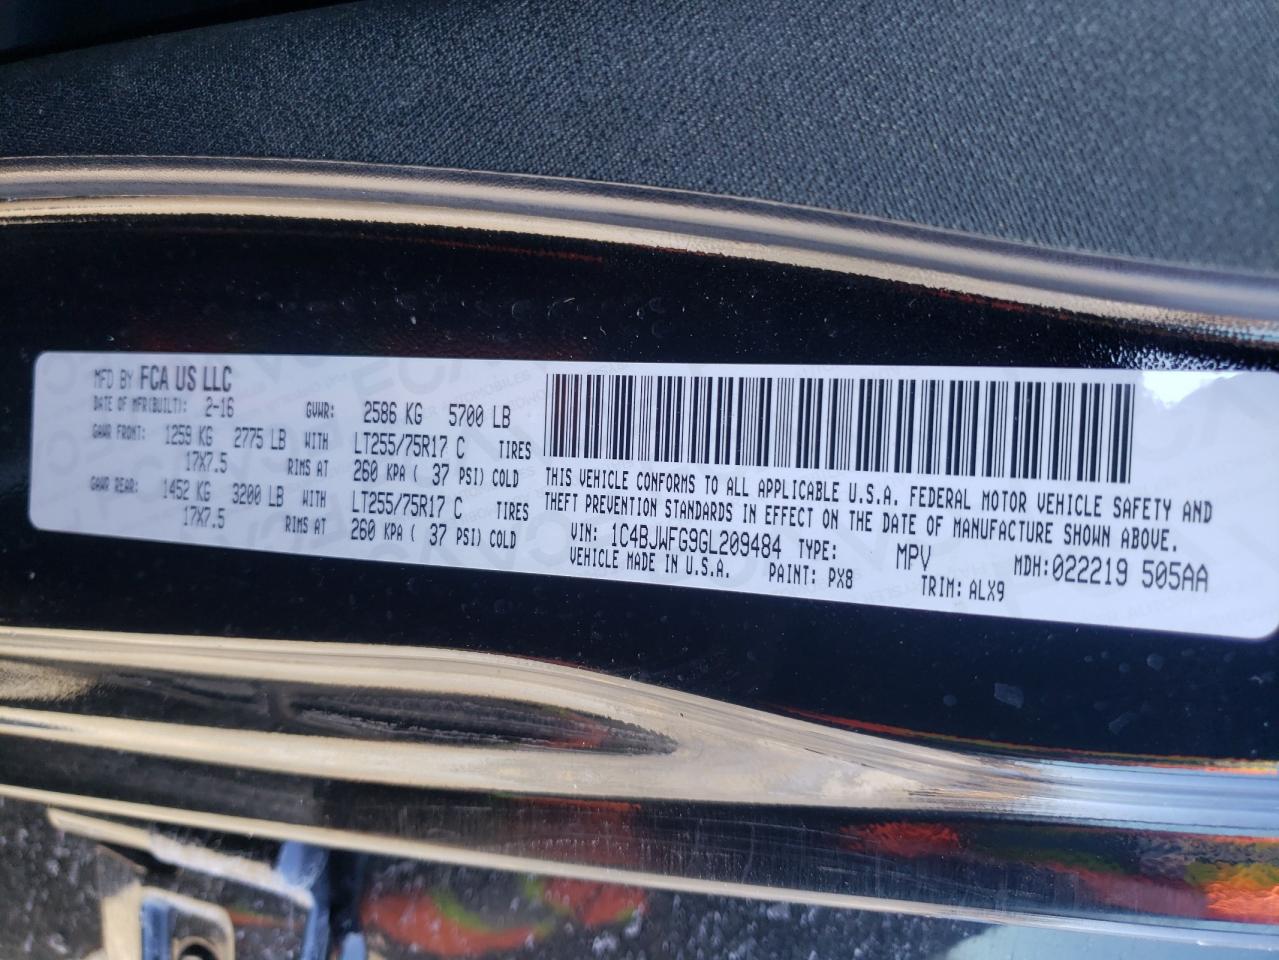 MFD BY FCA US LLC
DATE OF MFR(BUILT): 2-16 GVWR: 2586 KG 5700 LB
GAWR FRONT: 1259 KG 2775 LB WITH LT255/75R17 C TIRES
17X7.5 RIMS AT 260 KPA ( 37 PSI) COLD
GAWR REAR: 1452 KG 3200 LB WITH LT255/75R17 C TIRES
17X7.5 RIMS AT 260 KPA ( 37 PSI) COLD
THIS VEHICLE CONFORMS TO ALL APPLICABLE U.S.A. FEDERAL MOTOR VEHICLE SAFETY AND
THEFT PREVENTION STANDARDS IN EFFECT ON THE DATE OF MANUFACTURE SHOWN ABOVE.
VIN: 1C4BJWFG9GL209484 TYPE: MPV MDH:022219 505AA
VEHICLE MADE IN U.S.A. PAINT: PX8 TRIM: ALX9